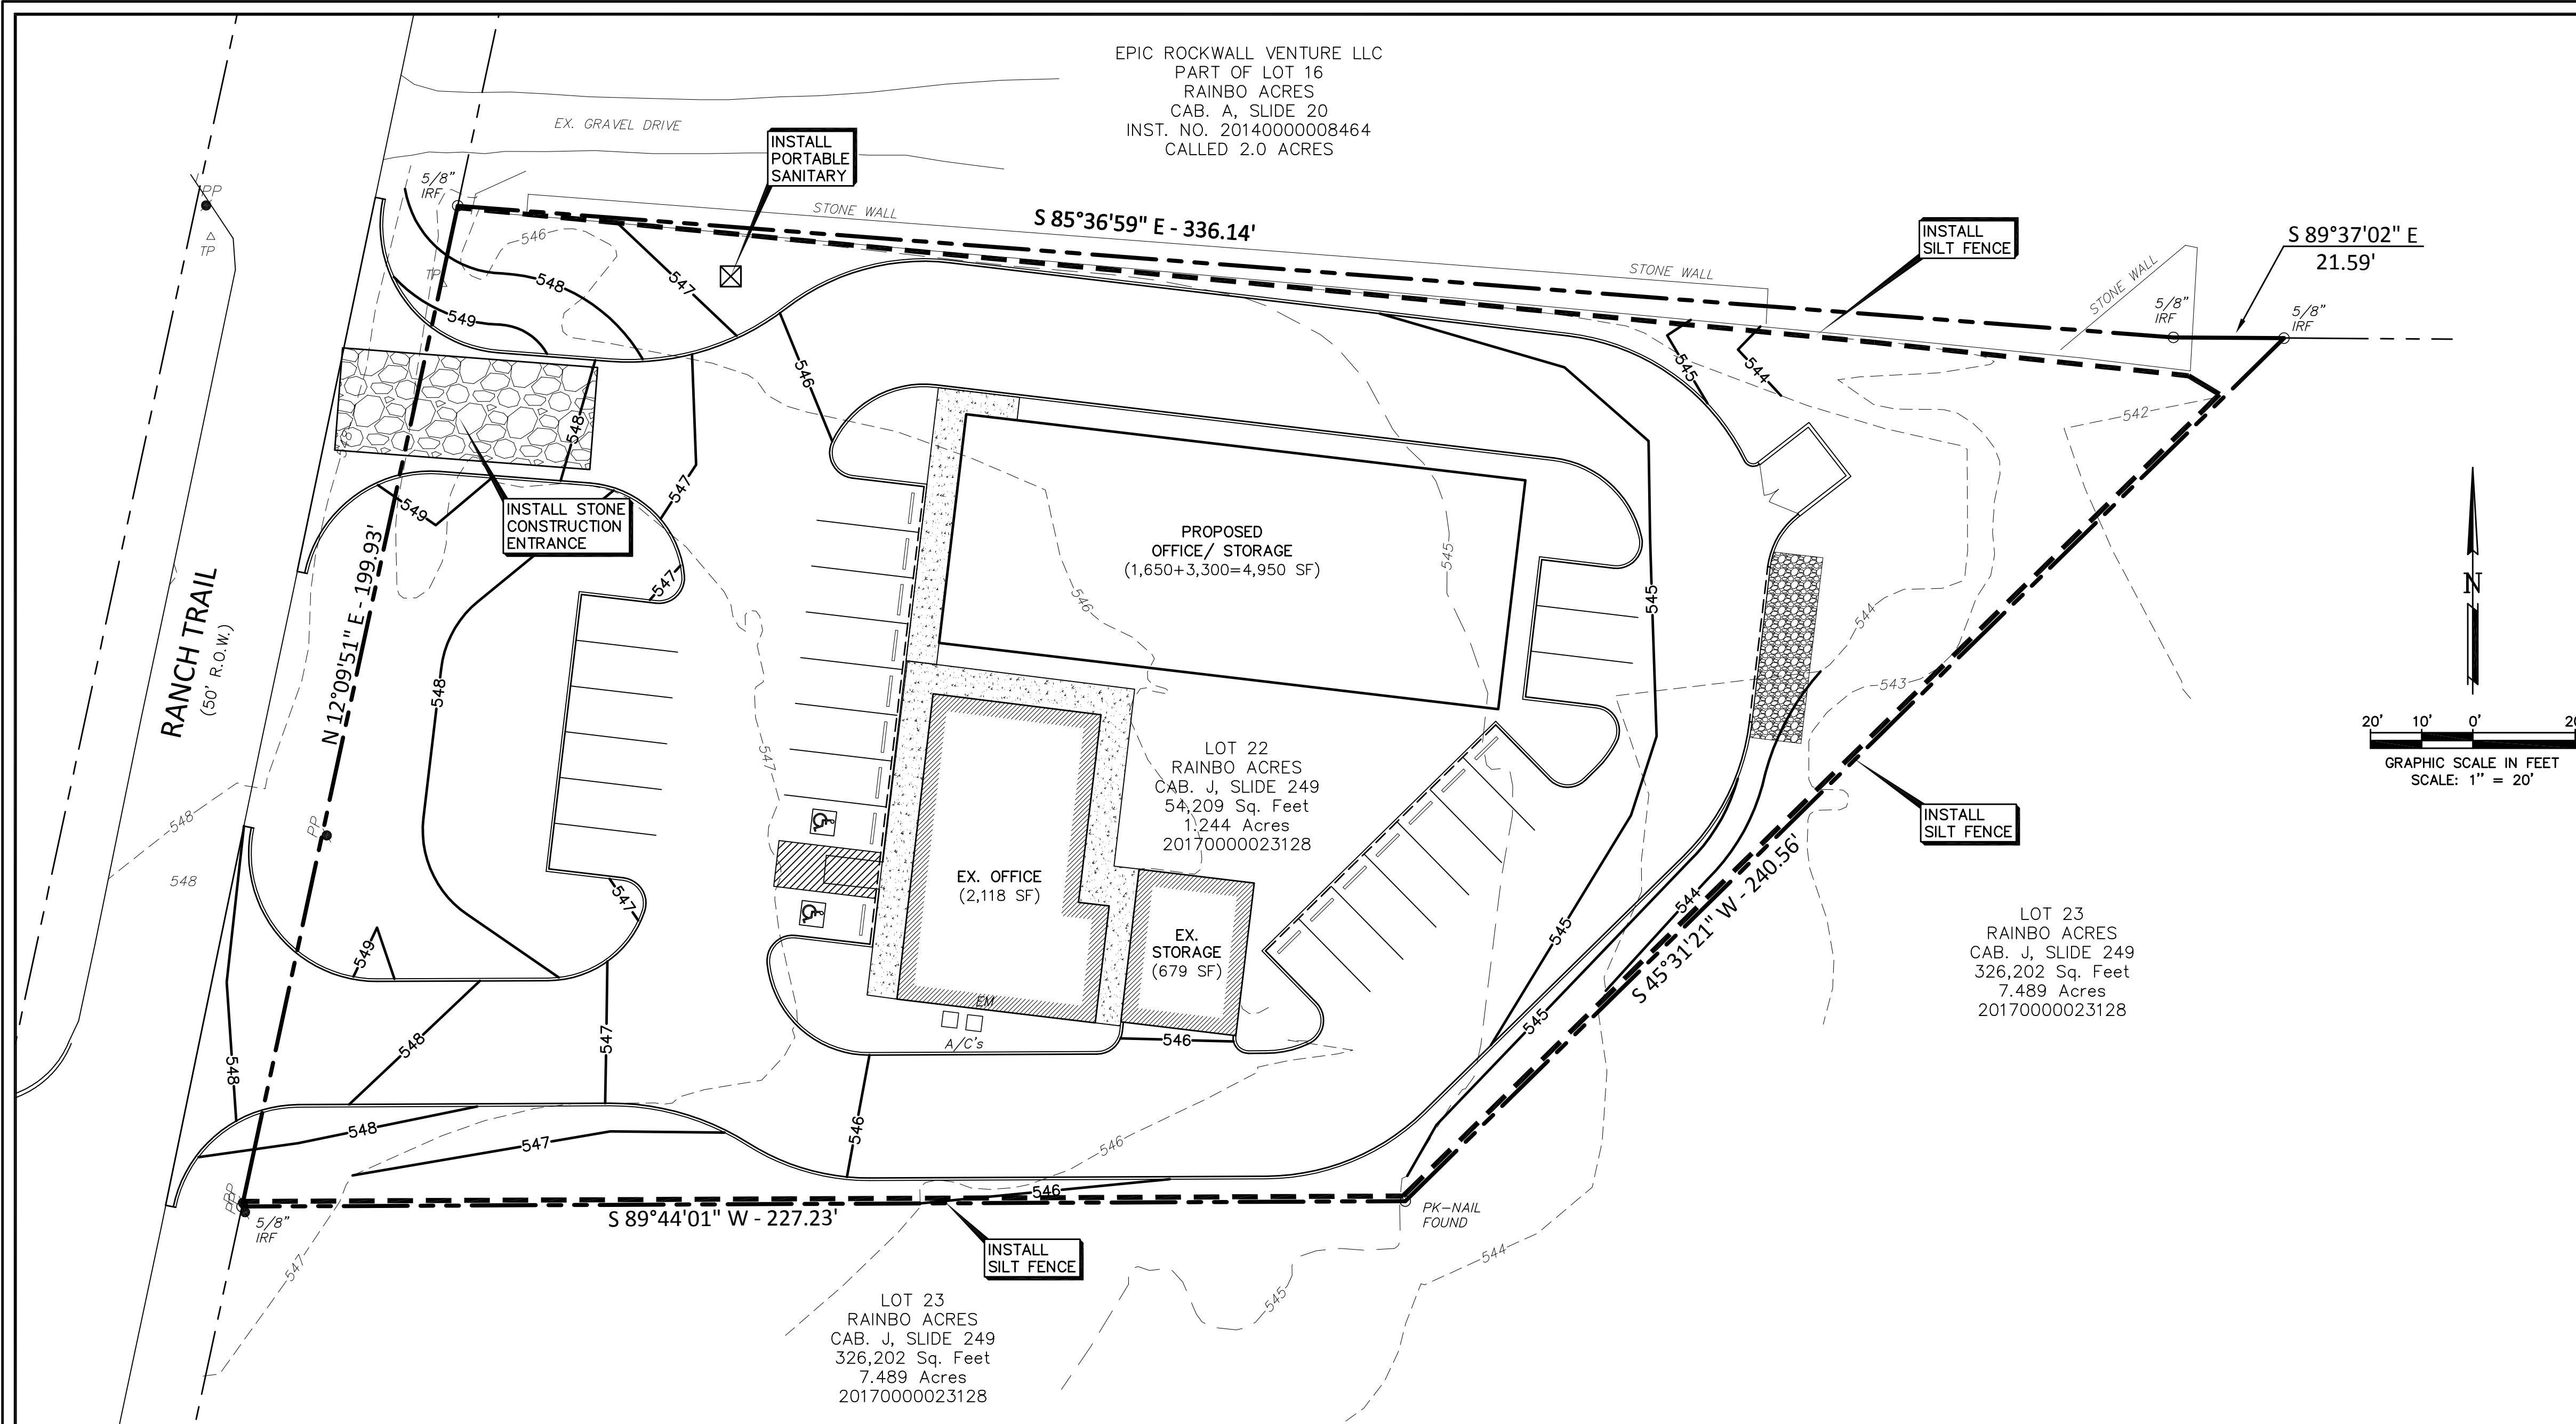 EPIC ROCKWALL VENTURE LLC
PART OF LOT 16
RAINBO ACRES
CAB. A, SLIDE 20
INST. NO. 20140000008464
CALLED 2.0 ACRES
EX. GRAVEL DRIVE
INSTALL
PORTABLE
SANITARY
5/8"
IRF
PP
TP
TP
STONE WALL
S 85°36'59" E - 336.14'
STONE WALL
INSTALL
SILT FENCE
S 89°37'02" E
21.59'
STONE WALL
5/8"
IRF
5/8"
IRF
546
548
547
549
546
545
544
542
548
548
547
549
INSTALL STONE
CONSTRUCTION
ENTRANCE
PROPOSED
OFFICE/ STORAGE
(1,650+3,300=4,950 SF)
545
546
547
545
544
N
RANCH TRAIL
(50' R.O.W.)
N 12°09'51" E - 199.93'
548
547
543
20' 10' 0' 20
GRAPHIC SCALE IN FEET
SCALE: 1" = 20'
LOT 22
RAINBO ACRES
CAB. J, SLIDE 249
54,209 Sq. Feet
1.244 Acres
20170000023128
PP
548
548
INSTALL
SILT FENCE
EX. OFFICE
(2,118 SF)
547
549
EX.
STORAGE
(679 SF)
545
544
S 45°31'21" W - 240.56'
LOT 23
RAINBO ACRES
CAB. J, SLIDE 249
326,202 Sq. Feet
7.489 Acres
20170000023128
EM
A/C's
548
548
547
546
545
548
547
546
546
546
PP
5/8"
IRF
S 89°44'01" W - 227.23'
PK-NAIL
FOUND
547
INSTALL
SILT FENCE
544
545
LOT 23
RAINBO ACRES
CAB. J, SLIDE 249
326,202 Sq. Feet
7.489 Acres
20170000023128